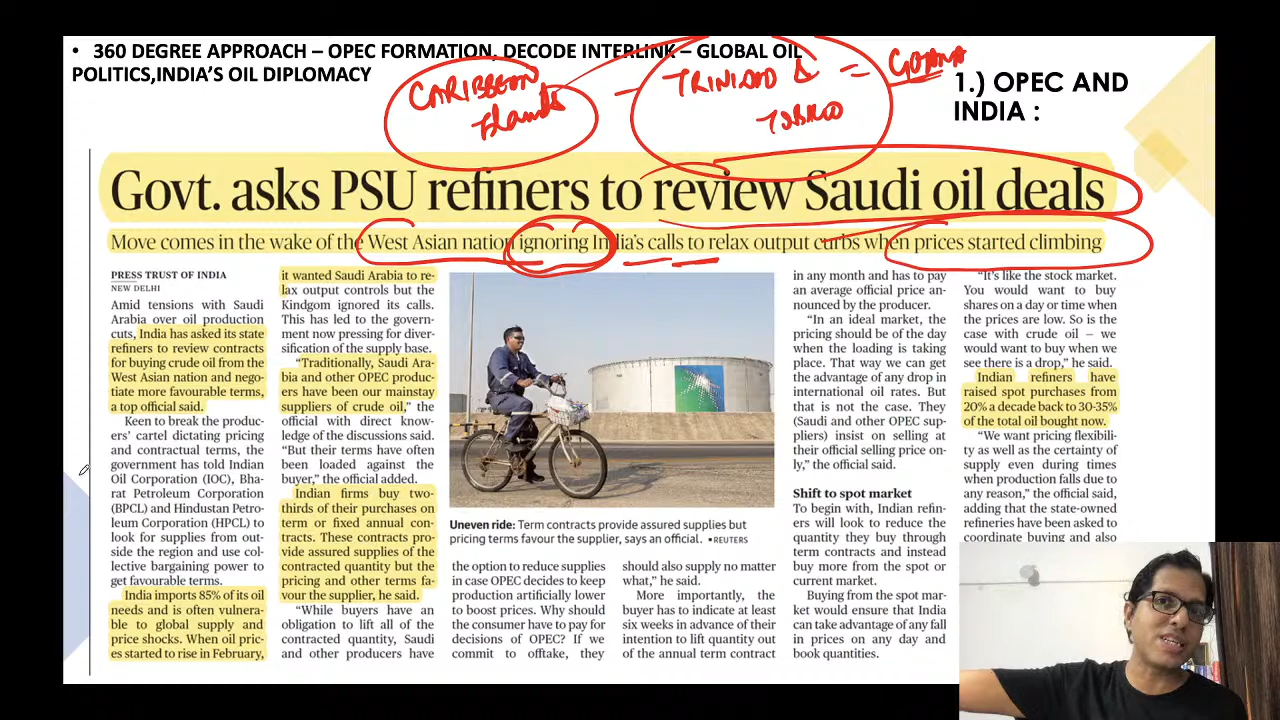 • 360 DEGREE APPROACH – OPEC FORMATION, DECODE INTERLINK – GLOBAL OIL
POLITICS,INDIA'S OIL DIPLOMACY
CARIBBEAN
Islands
TRINIDAD &
TOBAGO
=
1.) OPEC AND
INDIA :
Govt. asks PSU refiners to review Saudi oil deals
Move comes in the wake of the West Asian nation ignoring India's calls to relax output curbs when prices started climbing
PRESS TRUST OF INDIA
NEW DELHI
Amid tensions with Saudi
Arabia over oil production
cuts, India has asked its state
refiners to review contracts
for buying crude oil from the
West Asian nation and nego-
tiate more favourable terms,
a top official said.
Keen to break the produc-
ers' cartel dictating pricing
and contractual terms, the
government has told Indian
Oil Corporation (IOC), Bha-
rat Petroleum Corporation
(BPCL) and Hindustan Petro-
leum Corporation (HPCL) to
look for supplies from out-
side the region and use col-
lective bargaining power to
get favourable terms.
India imports 85% of its oil
needs and is often vulnera-
ble to global supply and
price shocks. When oil pric-
es started to rise in February,
it wanted Saudi Arabia to re-
lax output controls but the
Kindgom ignored its calls.
This has led to the govern-
ment now pressing for diver-
sification of the supply base.
"Traditionally, Saudi Ara-
bia and other OPEC produc-
ers have been our mainstay
suppliers of crude oil," the
official with direct know-
ledge of the discussions said.
"But their terms have often
been loaded against the
buyer," the official added.
Indian firms buy two-
thirds of their purchases on
term or fixed annual con-
tracts. These contracts pro-
vide assured supplies of the
contracted quantity but the
pricing and other terms fa-
vour the supplier, he said.
"While buyers have an
obligation to lift all of the
contracted quantity, Saudi
and other producers have
Uneven ride: Term contracts provide assured supplies but
pricing terms favour the supplier, says an official. •REUTERS
the option to reduce supplies
in case OPEC decides to keep
production artificially lower
to boost prices. Why should
the consumer have to pay for
decisions of OPEC? If we
commit to offtake, they
should also supply no matter
what," he said.
More importantly, the
buyer has to indicate at least
six weeks in advance of their
intention to lift quantity out
of the annual term contract
in any month and has to pay
an average official price an-
nounced by the producer.
"In an ideal market, the
pricing should be of the day
when the loading is taking
place. That way we can get
the advantage of any drop in
international oil rates. But
that is not the case. They
(Saudi and other OPEC sup-
pliers) insist on selling at
their official selling price on-
ly," the official said.
Shift to spot market
To begin with, Indian refin-
ers will look to reduce the
quantity they buy through
term contracts and instead
buy more from the spot or
current market.
Buying from the spot mar-
ket would ensure that India
can take advantage of any fall
in prices on any day and
book quantities.
"It's like the stock market.
You would want to buy
shares on a day or time when
the prices are low. So is the
case with crude oil – we
would want to buy when we
see there is a drop," he said.
Indian refiners have
raised spot purchases from
20% a decade back to 30-35%
of the total oil bought now.
"We want pricing flexibili-
ty as well as the certainty of
supply even during times
when production falls due to
any reason," the official said,
adding that the state-owned
refineries have been asked to
coordinate buying and also